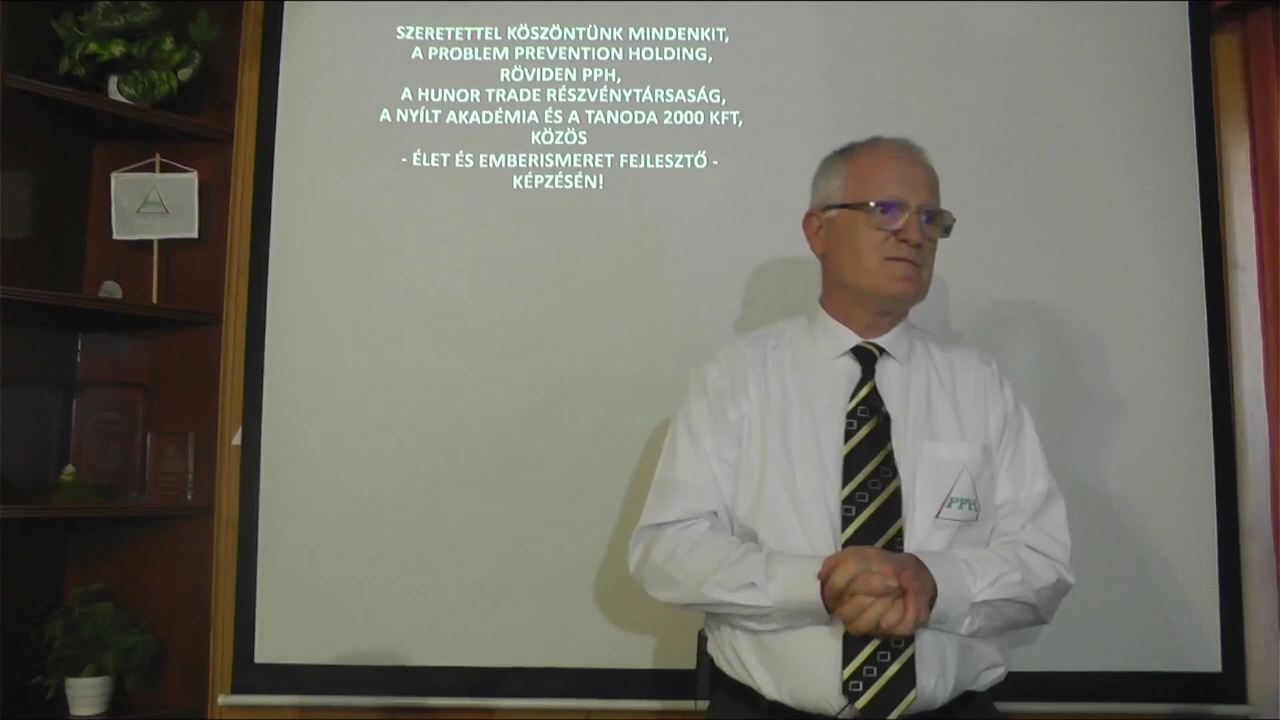 SZERETETTEL KÖSZÖNTÜNK MINDENKIT,
A PROBLEM PREVENTION HOLDING,
RÖVIDEN PPH,
A HUNOR TRADE RÉSZVÉNYTÁRSASÁG,
A NYÍLT AKADÉMIA ÉS A TANODA 2000 KFT,
KÖZÖS
- ÉLET ÉS EMBERISMERET FEJLESZTŐ -
KÉPZÉSÉN!
PPH